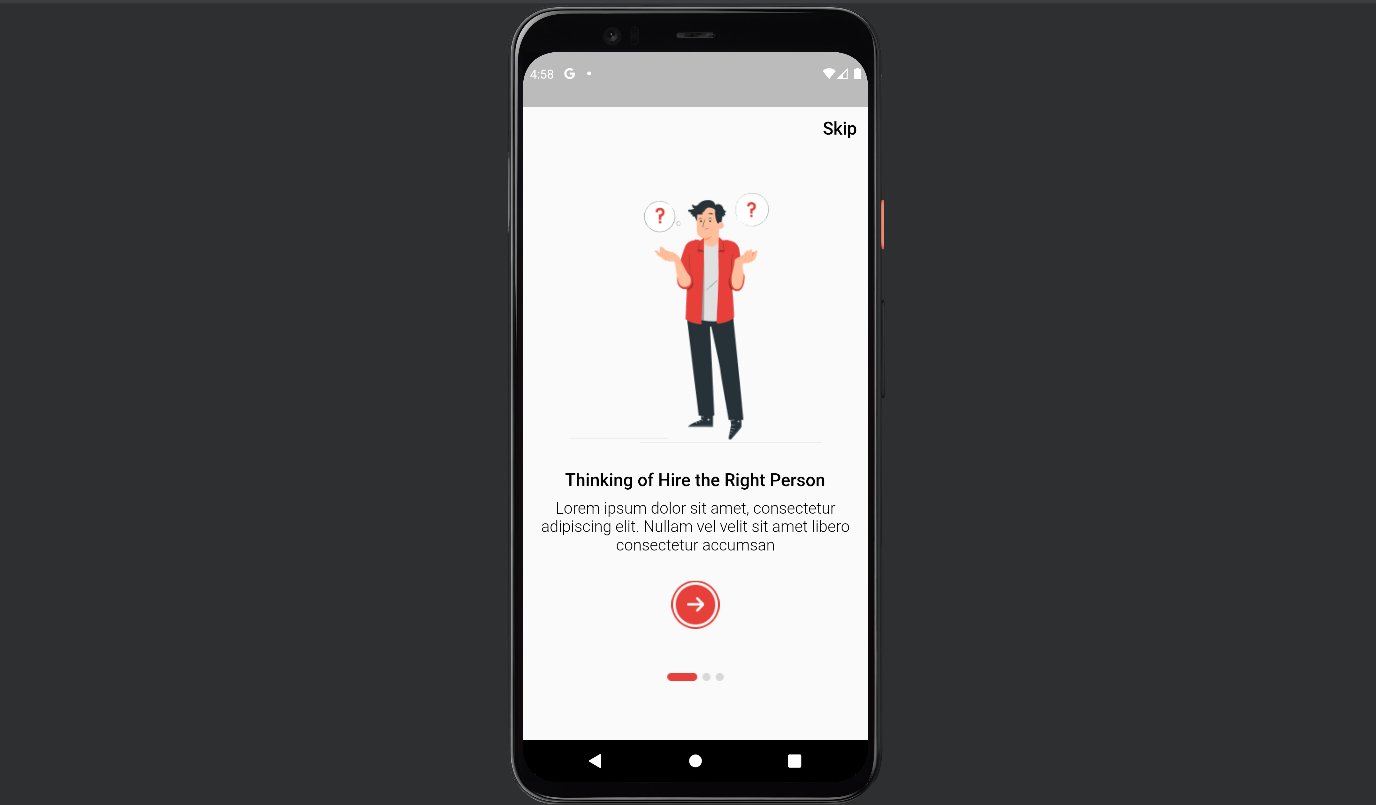 4:58 G
Skip
? ?
Thinking of Hire the Right Person
Lorem ipsum dolor sit amet, consectetur
adipiscing elit. Nullam vel velit sit amet libero
consectetur accumsan